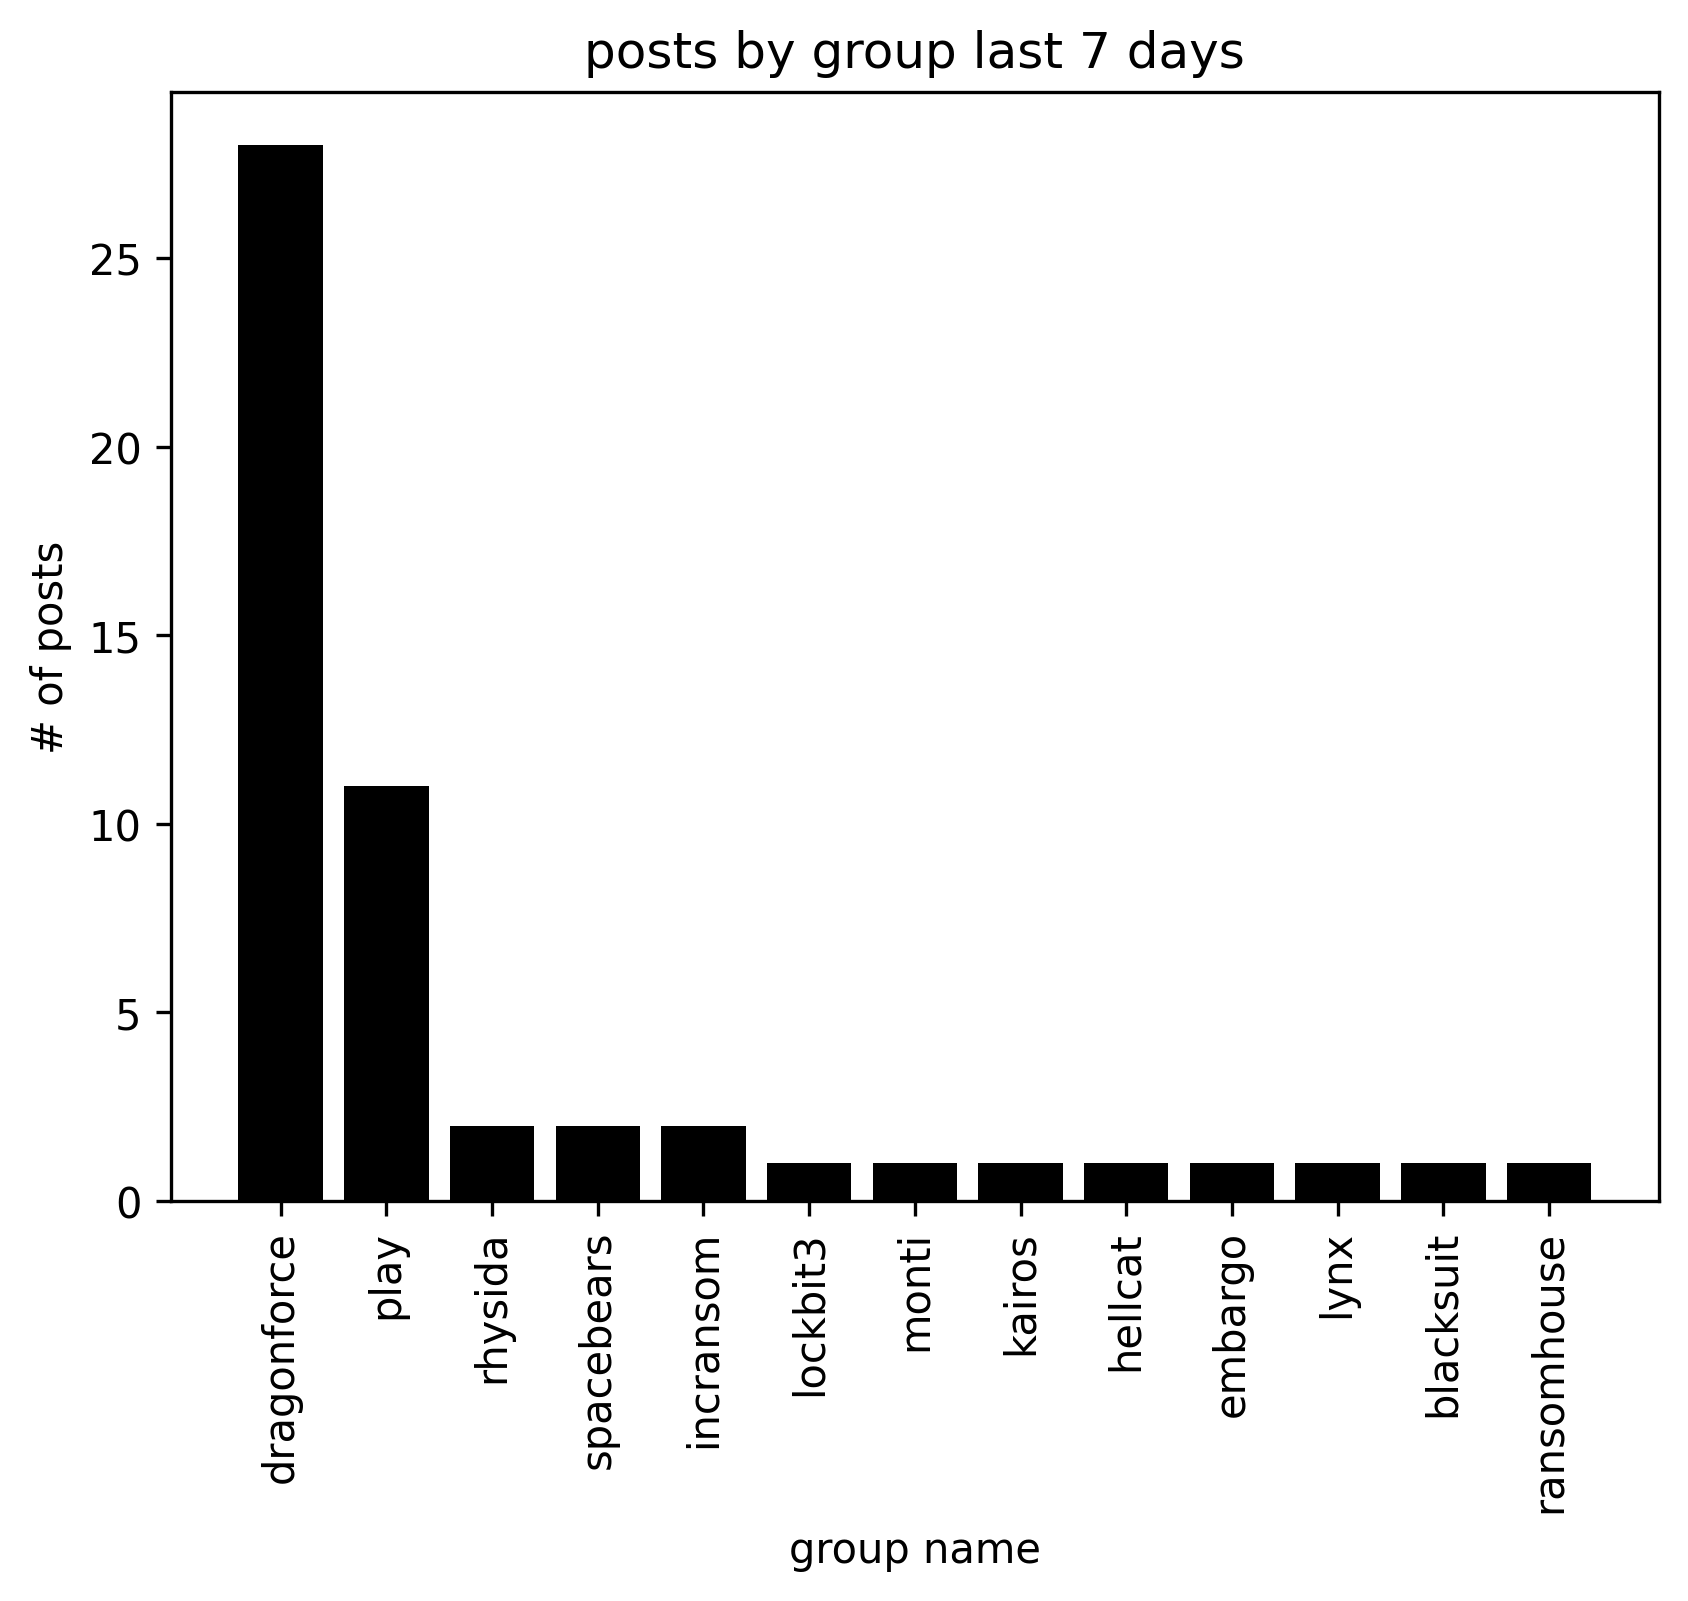 posts by group last 7 days
# of posts
25
20
15
10
5
0
dragonforce
play
rhysida
spacebears
incransom
lockbit3
monti
kairos
hellcat
embargo
lynx
blacksuit
ransomhouse
group name